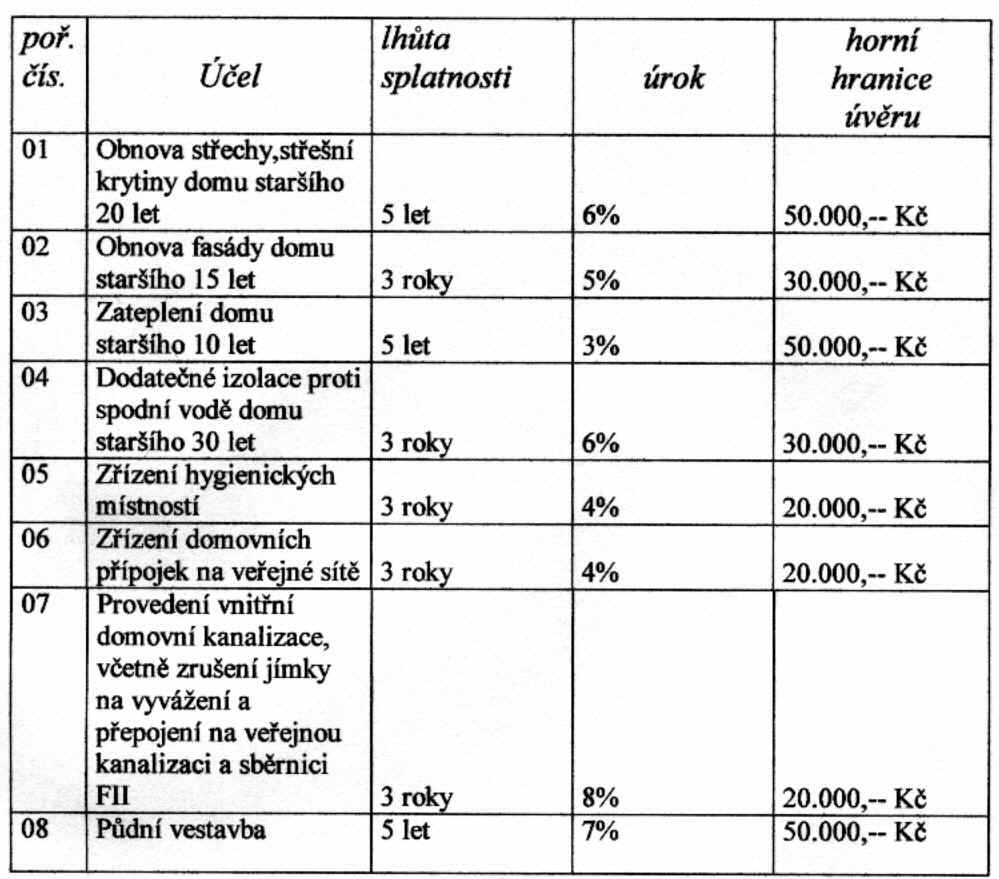 poř. čís. Účel lhůta splatnosti úrok horní hranice úvěru
01 Obnova střechy,střešní
krytiny domu staršího
20 let 5 let 6% 50.000,-- Kč
02 Obnova fasády domu
staršího 15 let 3 roky 5% 30.000,-- Kč
03 Zateplení domu
staršího 10 let 5 let 3% 50.000,-- Kč
04 Dodatečné izolace proti
spodní vodě domu
staršího 30 let 3 roky 6% 30.000,-- Kč
05 Zřízení hygienických
místností 3 roky 4% 20.000,-- Kč
06 Zřízení domovních
přípojek na veřejné sítě 3 roky 4% 20.000,-- Kč
07 Provedení vnitřní
domovní kanalizace,
včetně zrušení jímky
na vyvážení a
přepojení na veřejnou
kanalizaci a sběrnici
FII 3 roky 8% 20.000,-- Kč
08 Půdní vestavba 5 let 7% 50.000,-- Kč